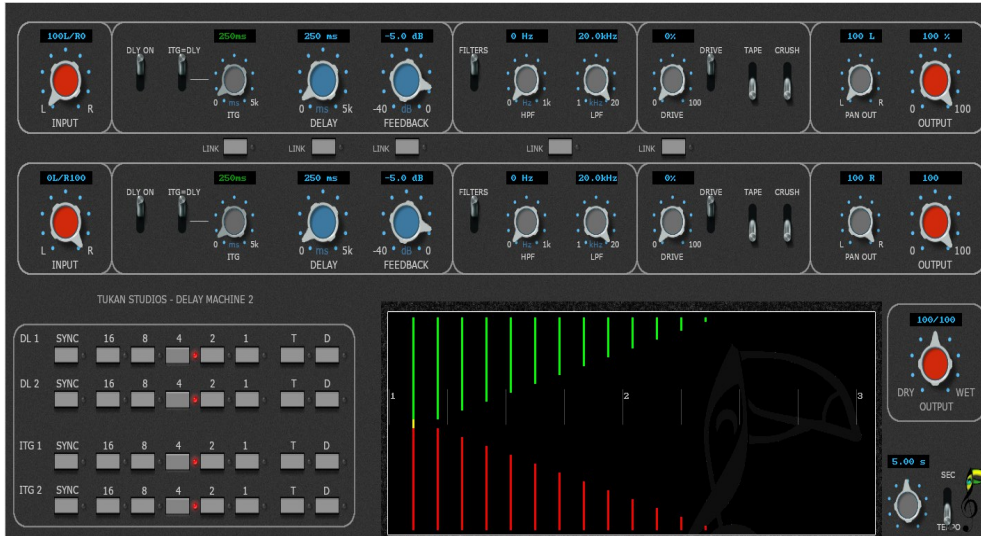 100L/R0 250ms 250 ms -5.0 dB 0 Hz 20.0kHz 0% 100 L 100 %
DLY ON ITG=DLY FILTERS DRIVE TAPE CRUSH
L R 0 ms 5k 0 ms 5k -40 dB 0 0 Hz 1k 1 kHz 20 0 100 L R 0 100
INPUT ITG DELAY FEEDBACK HPF LPF DRIVE PAN OUT OUTPUT
LINK LINK LINK LINK LINK
0L/R100 250ms 250 ms -5.0 dB 0 Hz 20.0kHz 0% 100 R 100
DLY ON ITG=DLY FILTERS DRIVE TAPE CRUSH
L R 0 ms 5k 0 ms 5k -40 dB 0 0 Hz 1k 1 kHz 20 0 100 L R 0 100
INPUT ITG DELAY FEEDBACK HPF LPF DRIVE PAN OUT OUTPUT
TUKAN STUDIOS - DELAY MACHINE 2
DL 1 SYNC 16 8 4 2 1 T D
DL 2 SYNC 16 8 4 2 1 T D
ITG 1 SYNC 16 8 4 2 1 T D
ITG 2 SYNC 16 8 4 2 1 T D
1 2 3
100/100
DRY WET
OUTPUT
5.00 s
SEC
TEMPO